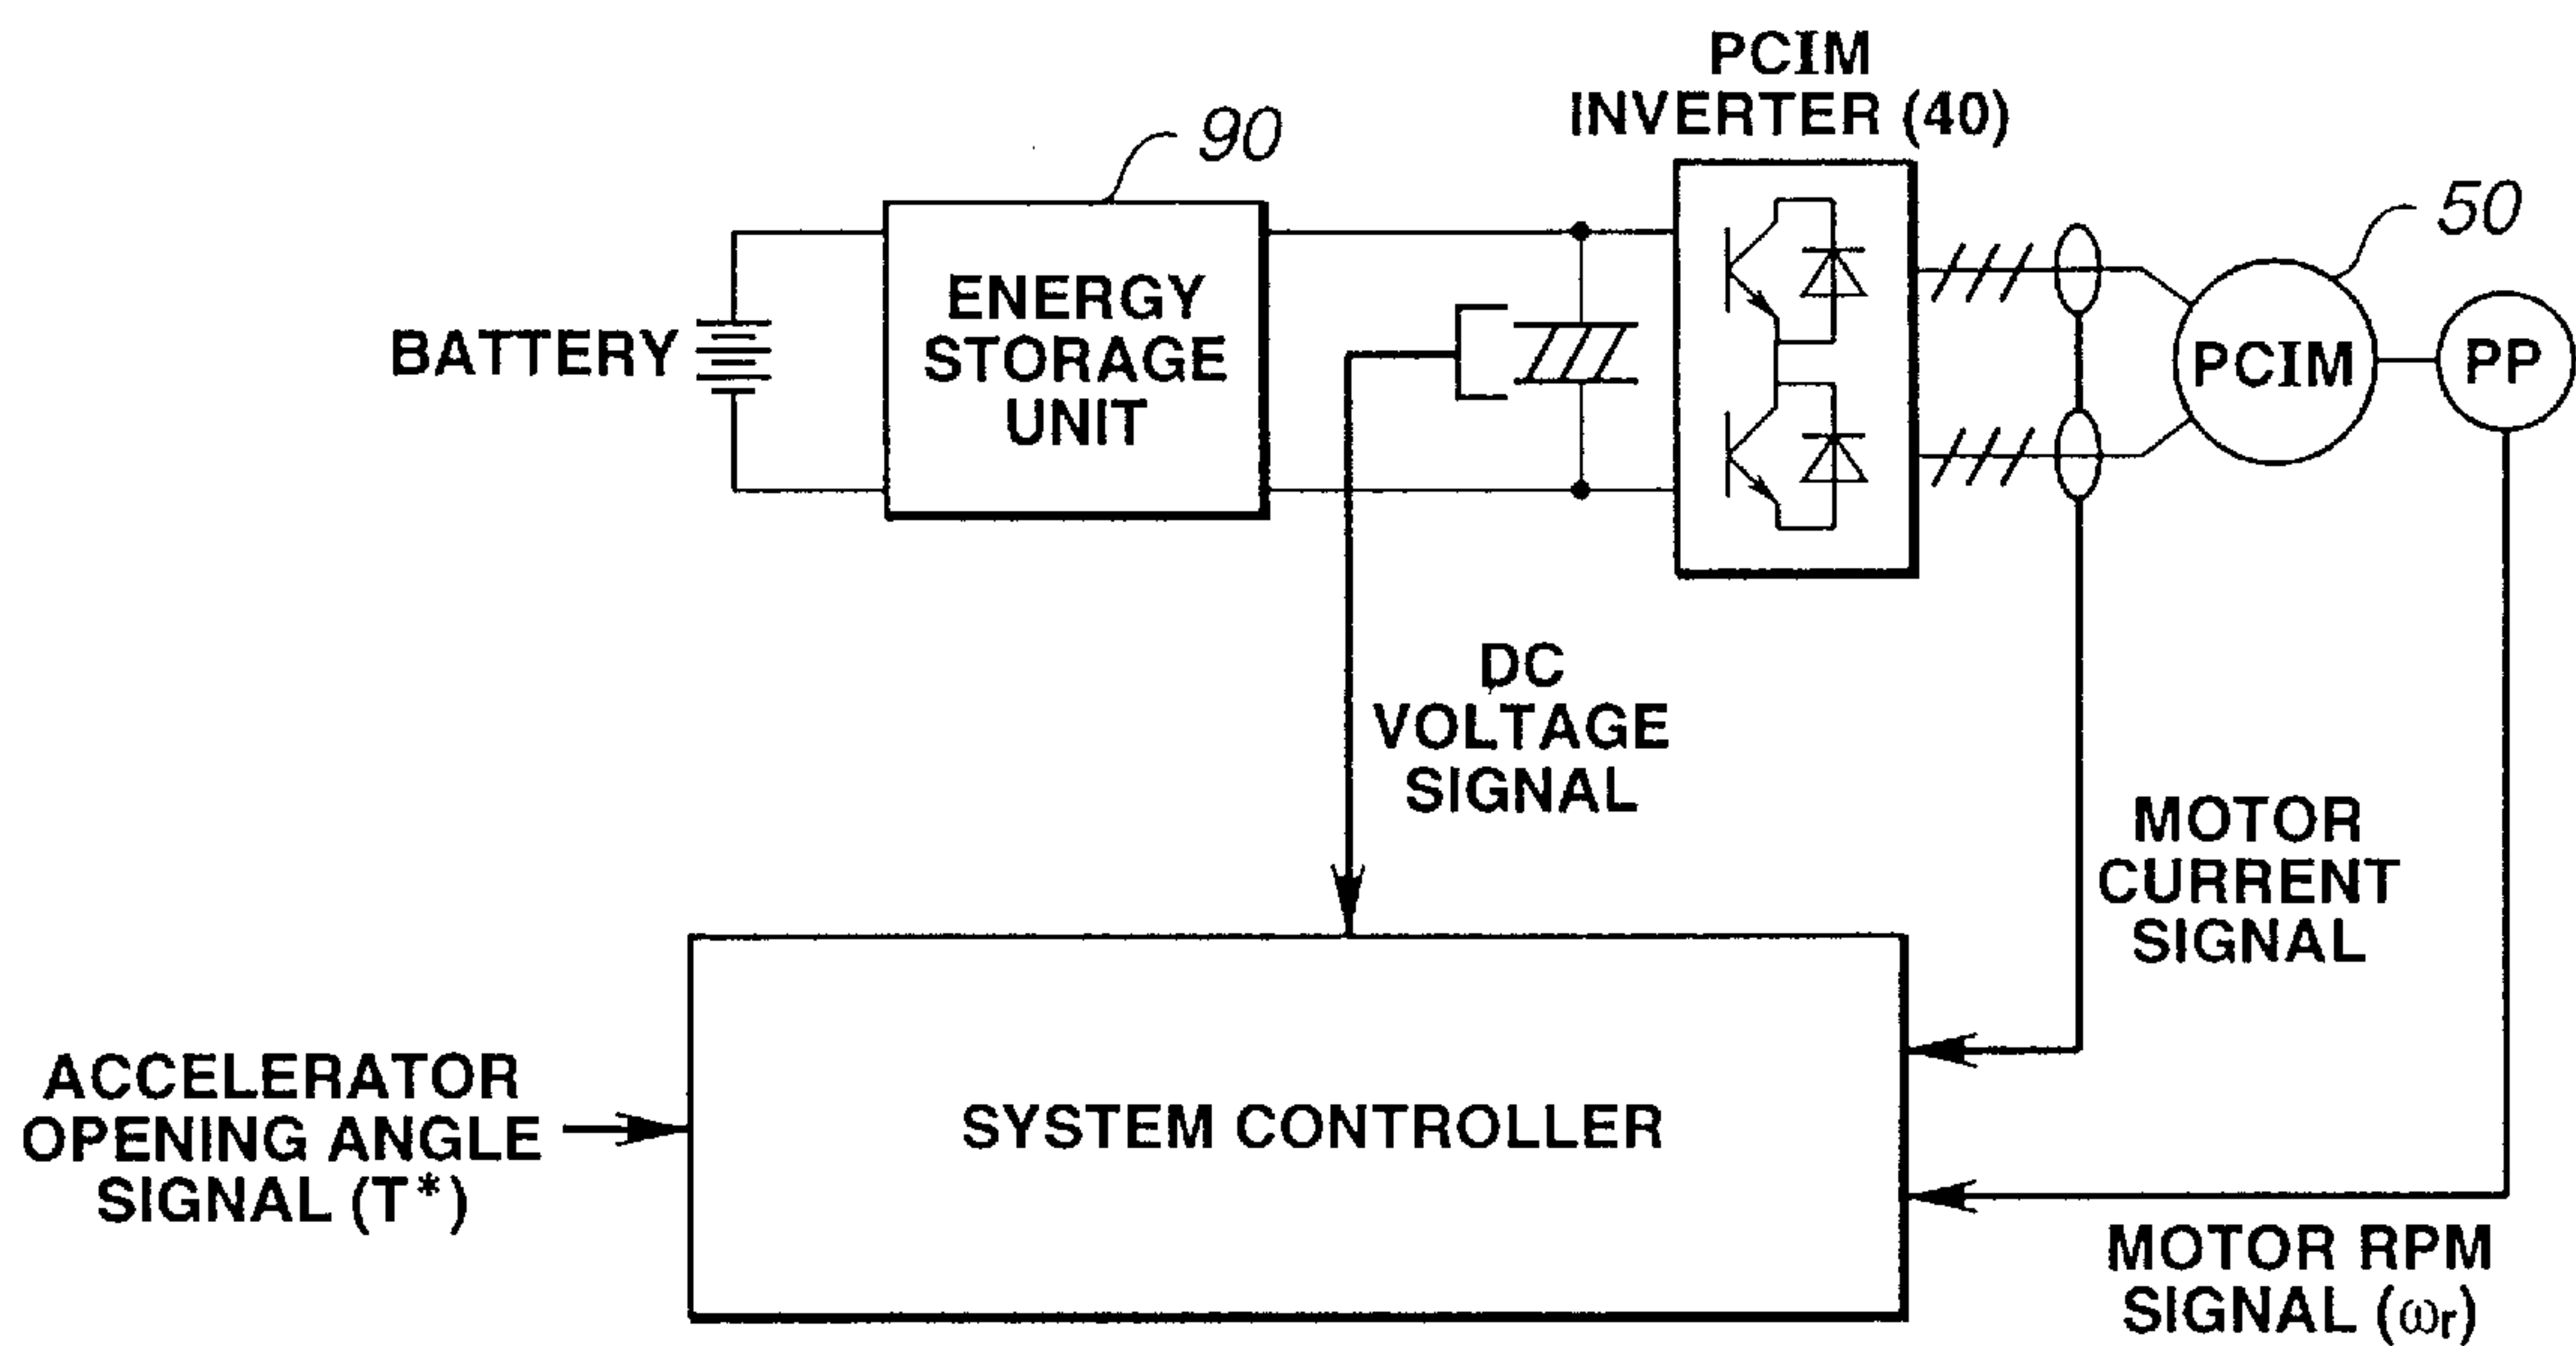 PCIM
INVERTER (40)
90
50
BATTERY
ENERGY
STORAGE
UNIT
PCIM
PP
DC
VOLTAGE
SIGNAL
MOTOR
CURRENT
SIGNAL
ACCELERATOR
OPENING ANGLE
SIGNAL (T*)
SYSTEM CONTROLLER
MOTOR RPM
SIGNAL (ωr)